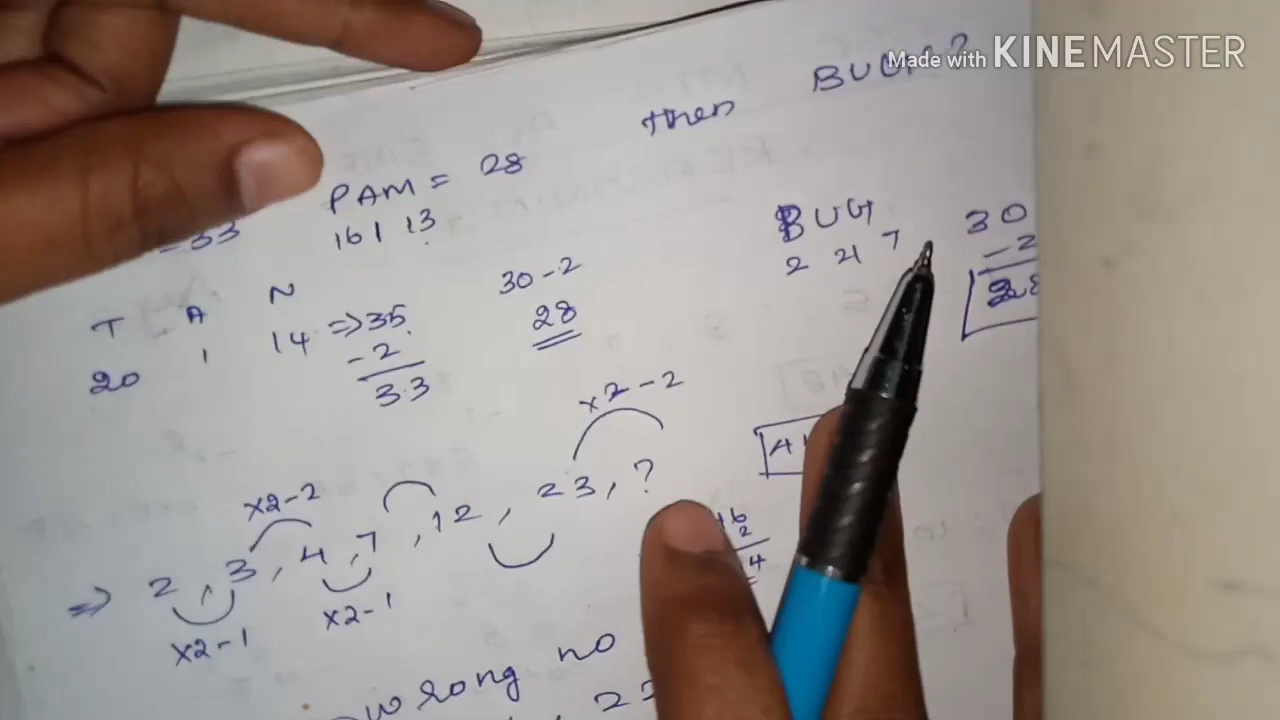 Made with KINEMASTER
then BUG?
PAM = 28
= 33
16 1 13
BUG
2 21 7
30
-2
28
T A N
20 1 14 => 35
-2
33
30-2
28
x2-2
x2-2
=> 2, 3, 4, 7, 12, 23, ?
x2-1
x2-1
wrong no